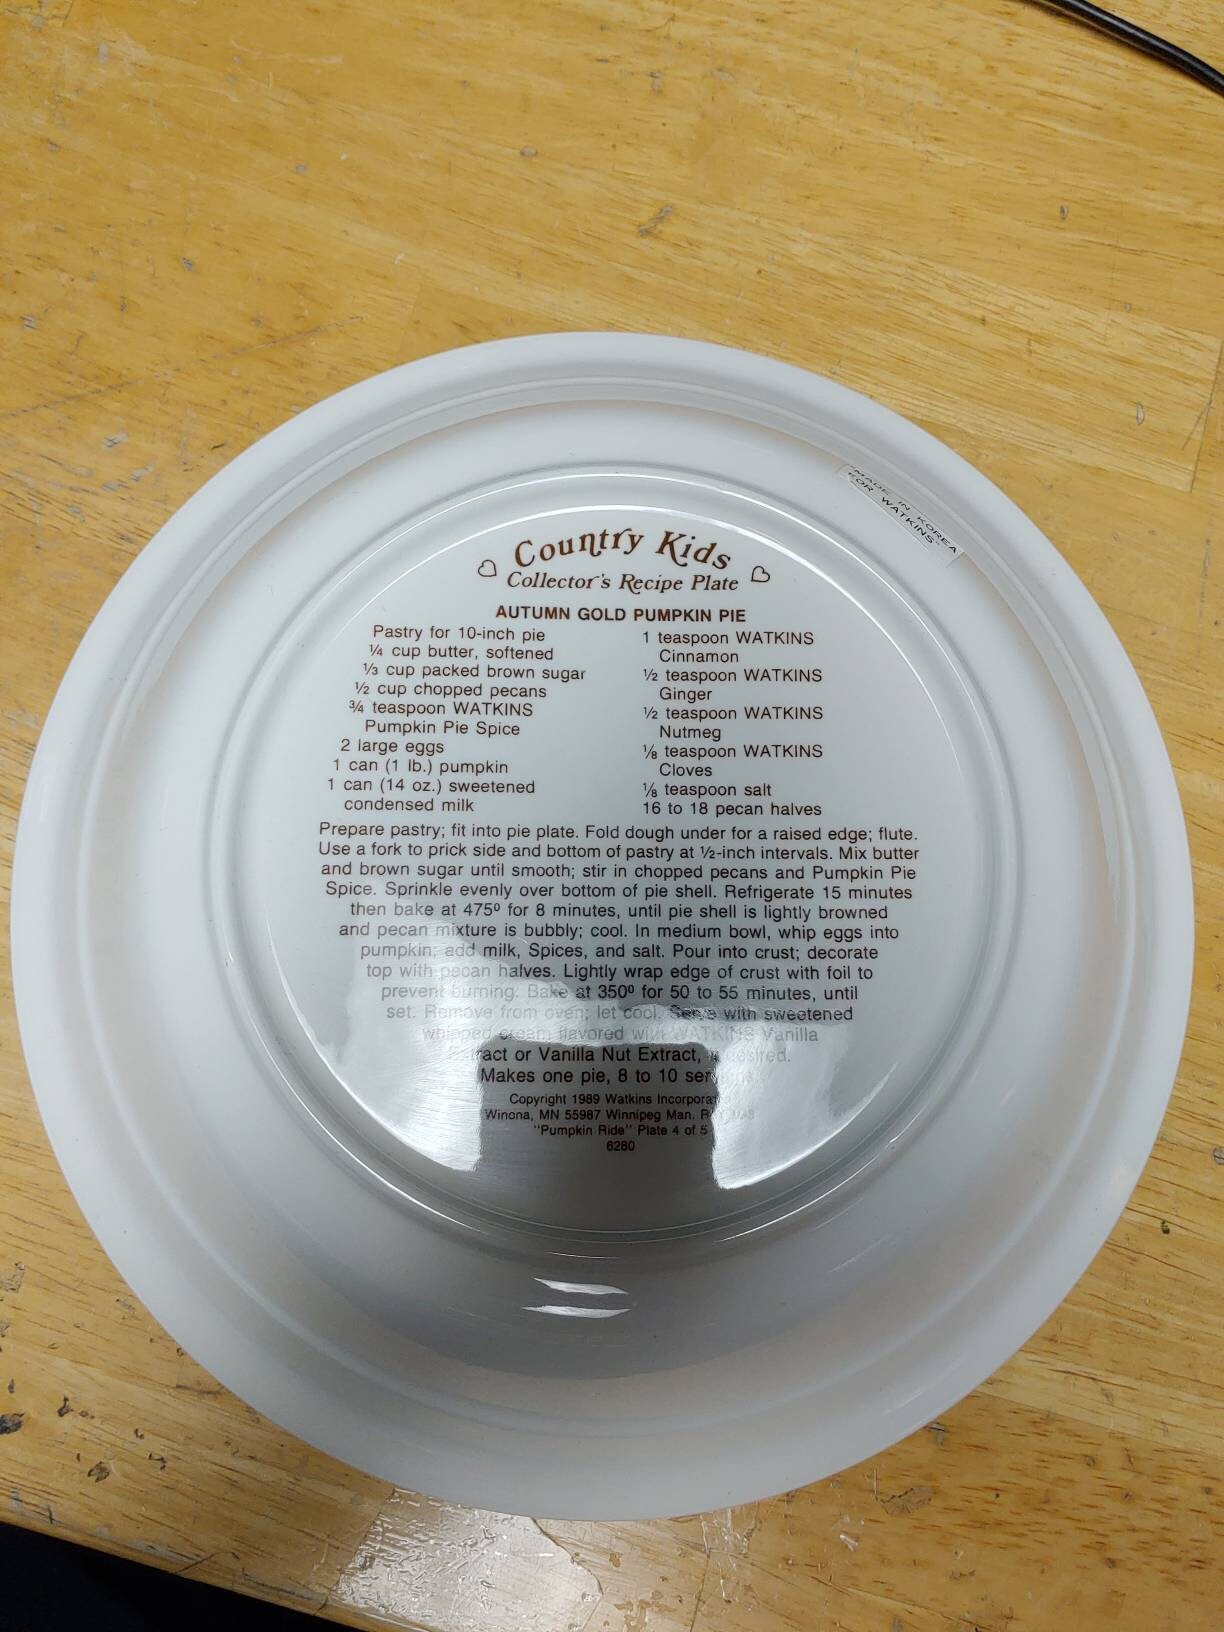 MADE IN KOREA
FOR WATKINS
Country Kids
Collector's Recipe Plate
AUTUMN GOLD PUMPKIN PIE
Pastry for 10-inch pie
¼ cup butter, softened
⅓ cup packed brown sugar
½ cup chopped pecans
¾ teaspoon WATKINS
Pumpkin Pie Spice
2 large eggs
1 can (1 lb.) pumpkin
1 can (14 oz.) sweetened
condensed milk
1 teaspoon WATKINS
Cinnamon
½ teaspoon WATKINS
Ginger
½ teaspoon WATKINS
Nutmeg
⅛ teaspoon WATKINS
Cloves
⅛ teaspoon salt
16 to 18 pecan halves
Prepare pastry; fit into pie plate. Fold dough under for a raised edge; flute.
Use a fork to prick side and bottom of pastry at ½-inch intervals. Mix butter
and brown sugar until smooth; stir in chopped pecans and Pumpkin Pie
Spice. Sprinkle evenly over bottom of pie shell. Refrigerate 15 minutes
then bake at 475º for 8 minutes, until pie shell is lightly browned
and pecan mixture is bubbly; cool. In medium bowl, whip eggs into
pumpkin; add milk, Spices, and salt. Pour into crust; decorate
top with pecan halves. Lightly wrap edge of crust with foil to
prevent burning. Bake at 350º for 50 to 55 minutes, until
set. Remove from oven; let cool. Serve with sweetened
whipped cream flavored with WATKINS Vanilla
Extract or Vanilla Nut Extract, if desired.
Makes one pie, 8 to 10 servings
Copyright 1989 Watkins Incorporated
Winona, MN 55987 Winnipeg Man.
"Pumpkin Ride" Plate 4 of 5
6280